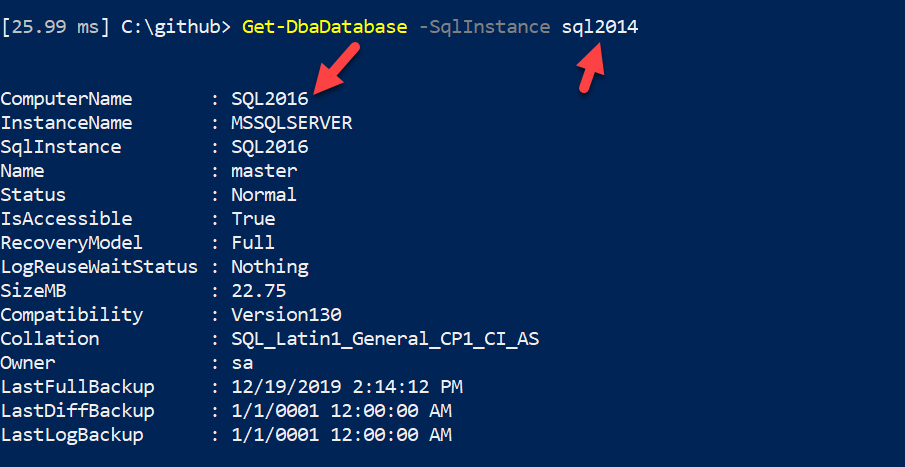 [25.99 ms] C:\github> Get-DbaDatabase -SqlInstance sql2014
ComputerName : SQL2016
InstanceName : MSSQLSERVER
SqlInstance : SQL2016
Name : master
Status : Normal
IsAccessible : True
RecoveryModel : Full
LogReuseWaitStatus : Nothing
SizeMB : 22.75
Compatibility : Version130
Collation : SQL_Latin1_General_CP1_CI_AS
Owner : sa
LastFullBackup : 12/19/2019 2:14:12 PM
LastDiffBackup : 1/1/0001 12:00:00 AM
LastLogBackup : 1/1/0001 12:00:00 AM